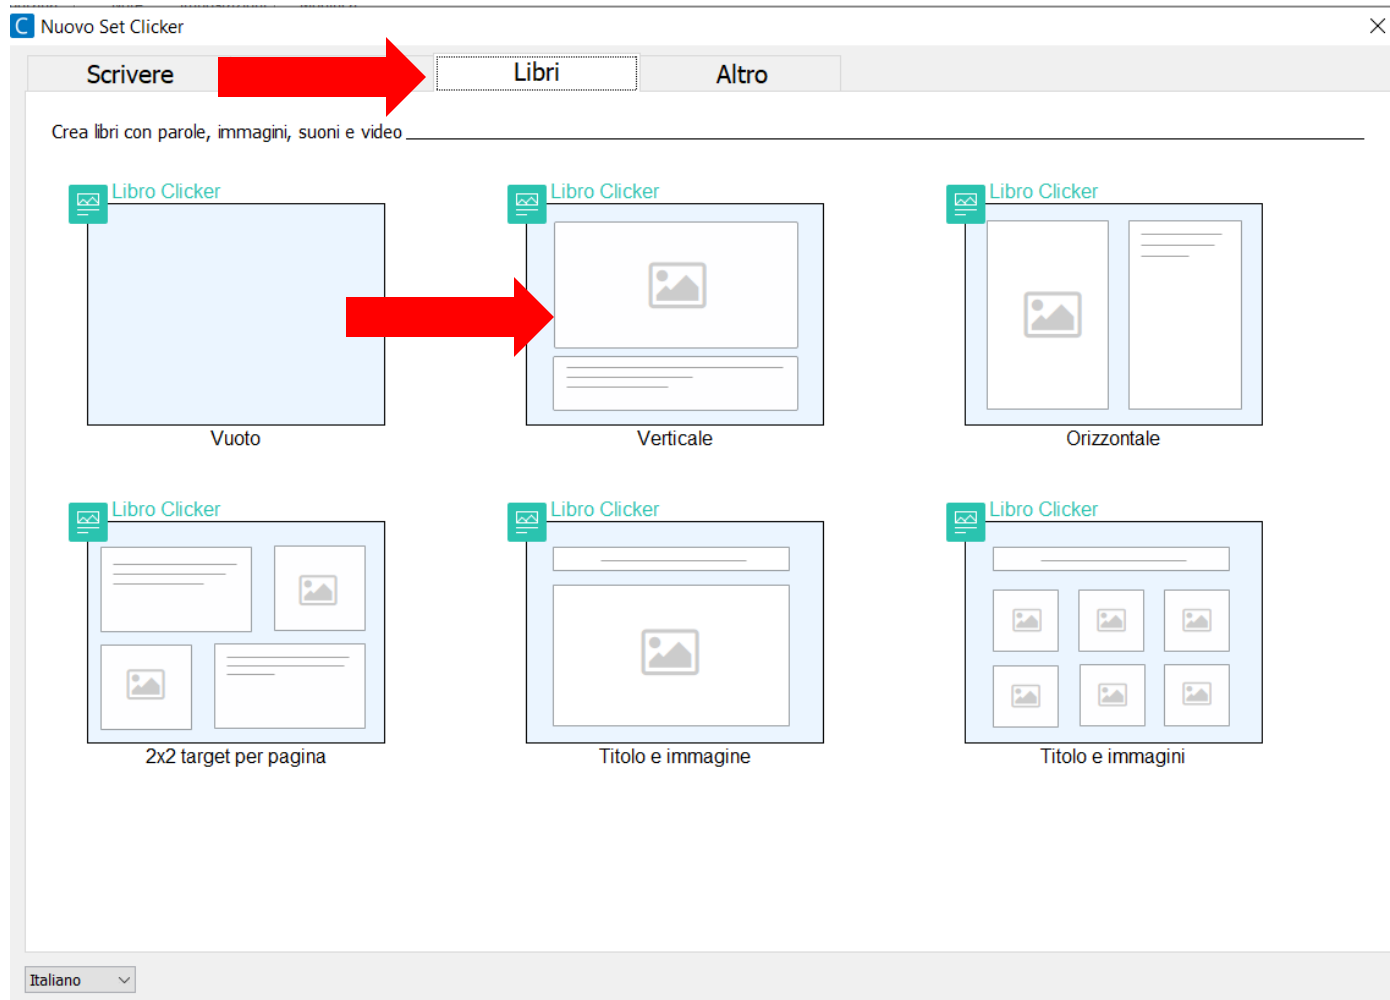 Nuovo Set Clicker
Scrivere
Libri
Altro
Crea libri con parole, immagini, suoni e video
Libro Clicker
Libro Clicker
Libro Clicker
Vuoto
Verticale
Orizzontale
Libro Clicker
Libro Clicker
Libro Clicker
2x2 target per pagina
Titolo e immagine
Titolo e immagini
Italiano